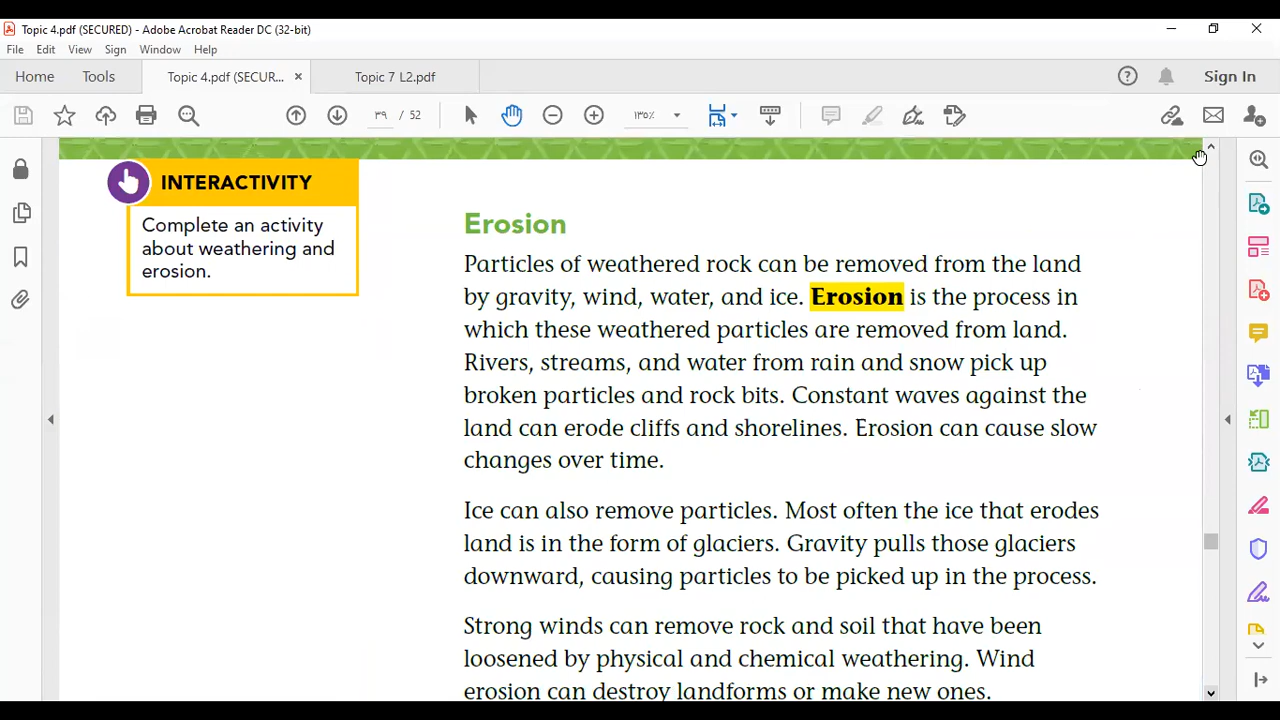 Topic 4.pdf (SECURED) - Adobe Acrobat Reader DC (32-bit)
File Edit View Sign Window Help
Home Tools Topic 4.pdf (SECUR... × Topic 7 L2.pdf Sign In
٣٩ / 52 ١٣٥٪
INTERACTIVITY
Complete an activity
about weathering and
erosion.
Erosion
Particles of weathered rock can be removed from the land
by gravity, wind, water, and ice. Erosion is the process in
which these weathered particles are removed from land.
Rivers, streams, and water from rain and snow pick up
broken particles and rock bits. Constant waves against the
land can erode cliffs and shorelines. Erosion can cause slow
changes over time.
Ice can also remove particles. Most often the ice that erodes
land is in the form of glaciers. Gravity pulls those glaciers
downward, causing particles to be picked up in the process.
Strong winds can remove rock and soil that have been
loosened by physical and chemical weathering. Wind
erosion can destroy landforms or make new ones.